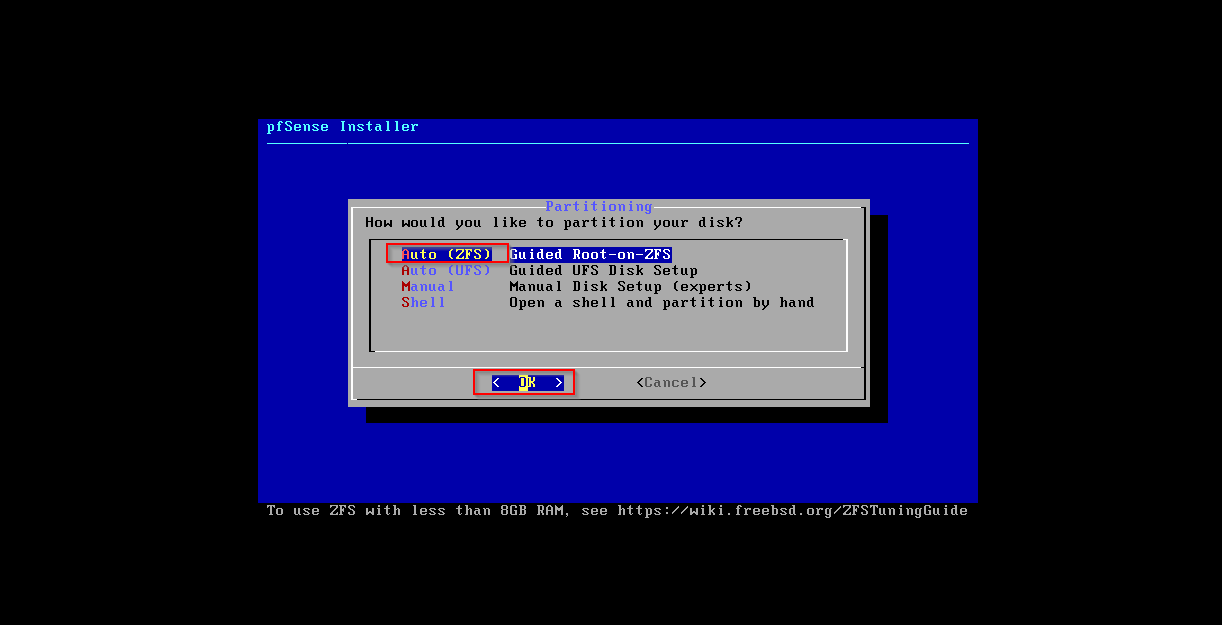 pfSense Installer
Partitioning
How would you like to partition your disk?
Auto (ZFS) Guided Root-on-ZFS
Auto (UFS) Guided UFS Disk Setup
Manual Manual Disk Setup (experts)
Shell Open a shell and partition by hand
< OK > <Cancel>
To use ZFS with less than 8GB RAM, see https://wiki.freebsd.org/ZFSTuningGuide